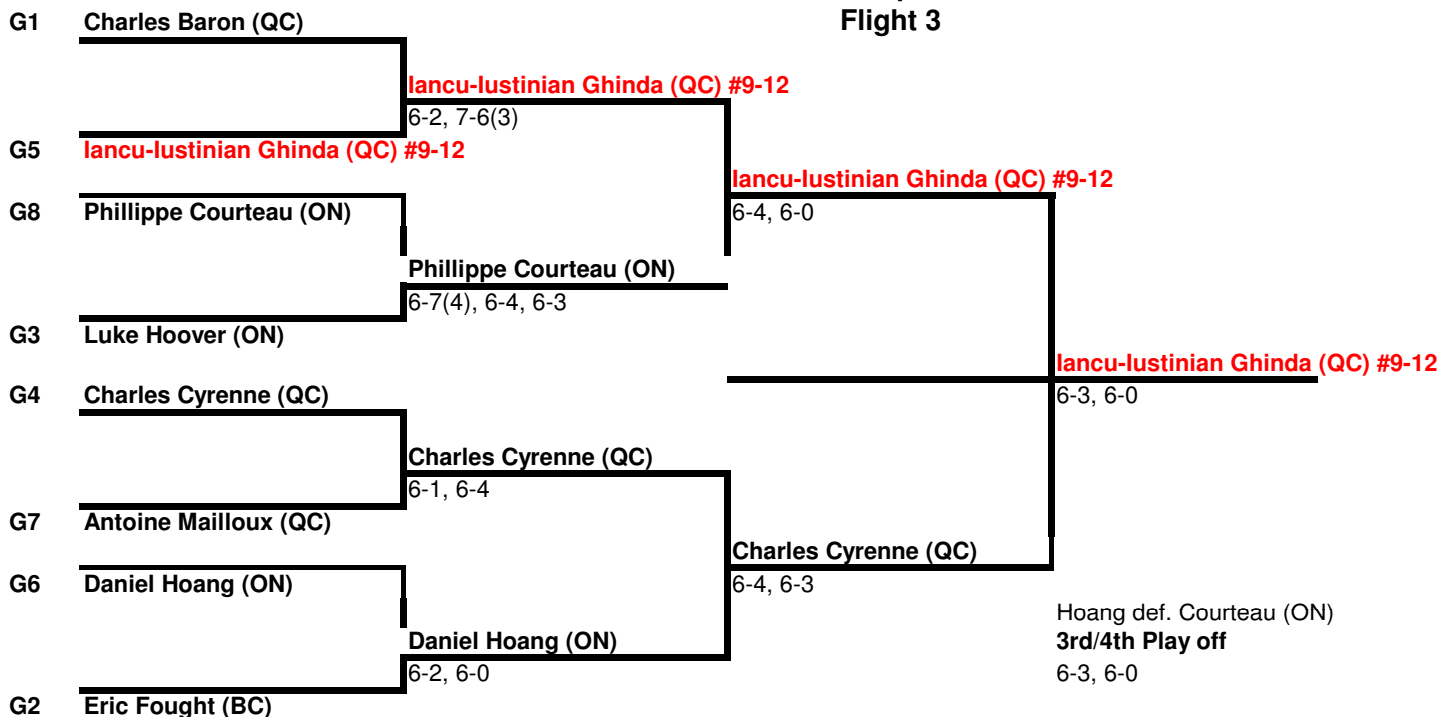 Flight 3
G1 Charles Baron (QC)
Iancu-Iustinian Ghinda (QC) #9-12
6-2, 7-6(3)
G5 Iancu-Iustinian Ghinda (QC) #9-12
Iancu-Iustinian Ghinda (QC) #9-12
6-4, 6-0
G8 Phillippe Courteau (ON)
Phillippe Courteau (ON)
6-7(4), 6-4, 6-3
G3 Luke Hoover (ON)
Iancu-Iustinian Ghinda (QC) #9-12
6-3, 6-0
G4 Charles Cyrenne (QC)
Charles Cyrenne (QC)
6-1, 6-4
G7 Antoine Mailloux (QC)
Charles Cyrenne (QC)
6-4, 6-3
G6 Daniel Hoang (ON)
Hoang def. Courteau (ON)
3rd/4th Play off
6-3, 6-0
Daniel Hoang (ON)
6-2, 6-0
G2 Eric Fought (BC)